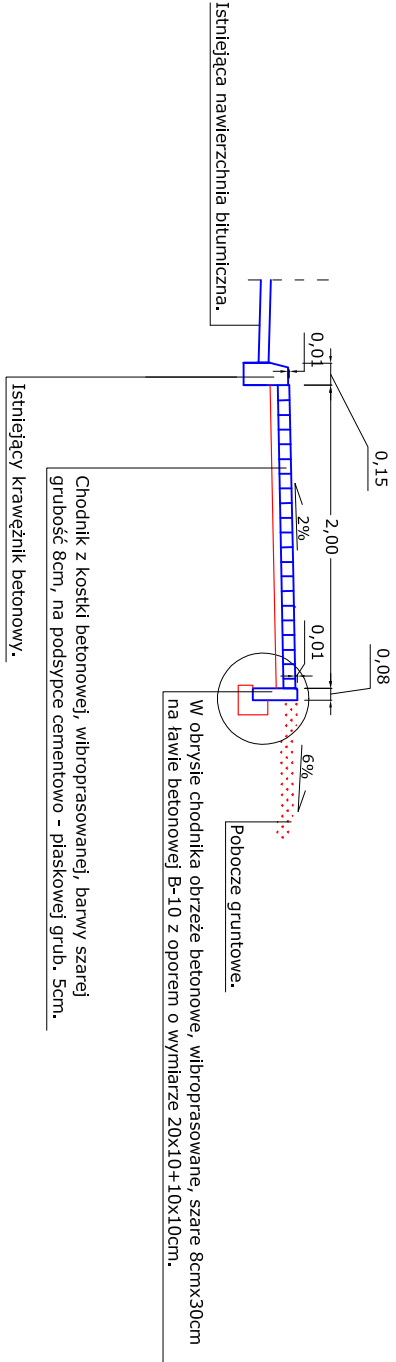 0,15
2,00
0,08
0,01
0,01
2%
6%
Istniejąca nawierzchnia bitumiczna.
Pobocze gruntowe.
W obrysie chodnika obrzeże betonowe, wibroprasowane, szare 8cmx30cm
na ławie betonowej B-10 z oporem o wymiarze 20x10+10x10cm.
Chodnik z kostki betonowej, wibroprasowanej, barwy szarej
grubość 8cm, na podsypce cementowo - piaskowej grub. 5cm.
Istniejący krawężnik betonowy.